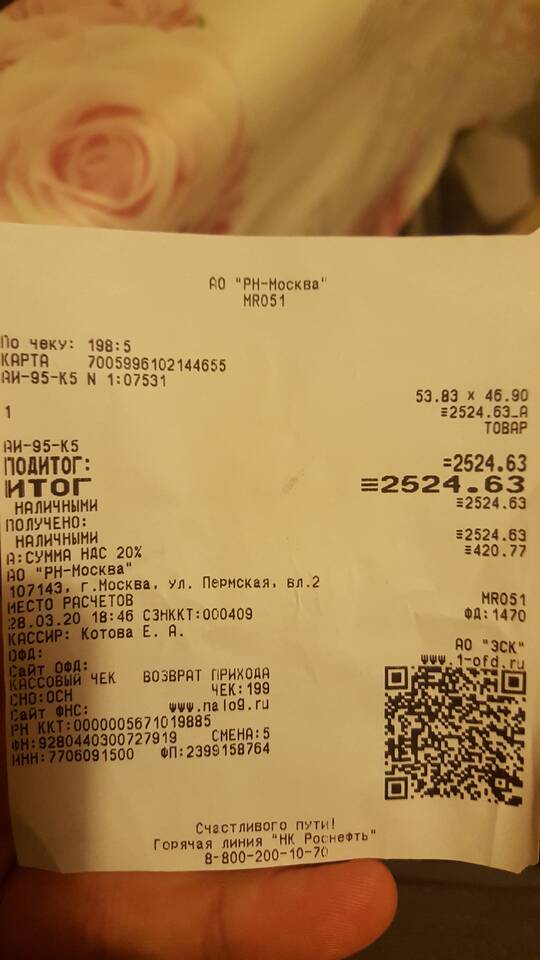 АО "РН-Москва"
MR051
По чеку: 198:5
КАРТА 7005996102144655
АИ-95-К5 N 1:07531
53.83 x 46.90
1 ≡2524.63_А
ТОВАР
АИ-95-К5
ПОДИТОГ: =2524.63
ИТОГ ≡2524.63
НАЛИЧНЫМИ ≡2524.63
ПОЛУЧЕНО:
НАЛИЧНЫМИ ≡2524.63
А:СУММА НДС 20% ≡420.77
АО "РН-Москва"
107143, г.Москва, ул. Пермская, вл.2
МЕСТО РАСЧЕТОВ MR051
28.03.20 18:46 СЗНККТ:000409 ФД:1470
КАССИР: Котова Е. А.
ОФД: АО "ЭСК"
Сайт ОФД: www.1-ofd.ru
КАССОВЫЙ ЧЕК ВОЗВРАТ ПРИХОДА
СНО:ОСН ЧЕК:199
Сайт ФНС: www.nalog.ru
РН ККТ:0000005671019885
ФН:9280440300727919 СМЕНА:5
ИНН:7706091500 ФП:2399158764
Счастливого пути!
Горячая линия "НК Роснефть"
8-800-200-10-70